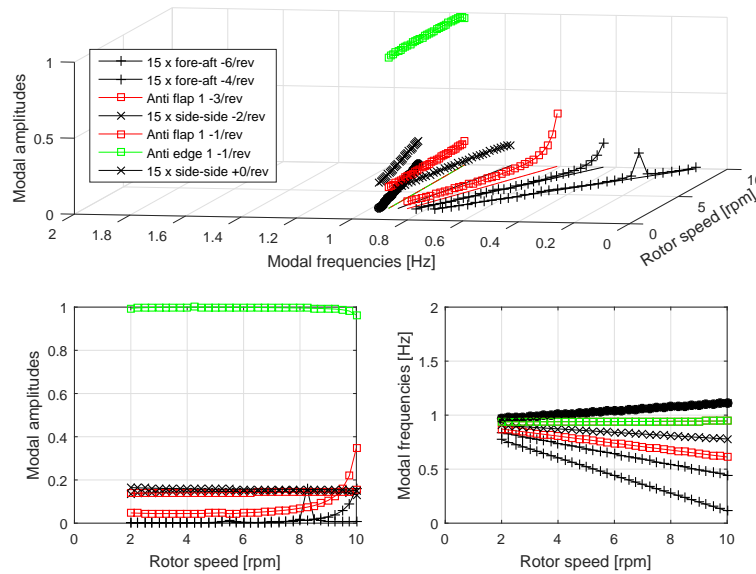 1
0.5
0
Modal amplitudes
15 x fore-aft -6/rev
15 x fore-aft -4/rev
Anti flap 1 -3/rev
15 x side-side -2/rev
Anti flap 1 -1/rev
Anti edge 1 -1/rev
15 x side-side +0/rev
2
1.8
1.6
1.4
1.2
1
0.8
0.6
0.4
0.2
0
Modal frequencies [Hz]
0
5
10
Rotor speed [rpm]
1
0.8
0.6
0.4
0.2
0
Modal amplitudes
0
2
4
6
8
10
Rotor speed [rpm]
2
1.5
1
0.5
0
Modal frequencies [Hz]
0
2
4
6
8
10
Rotor speed [rpm]